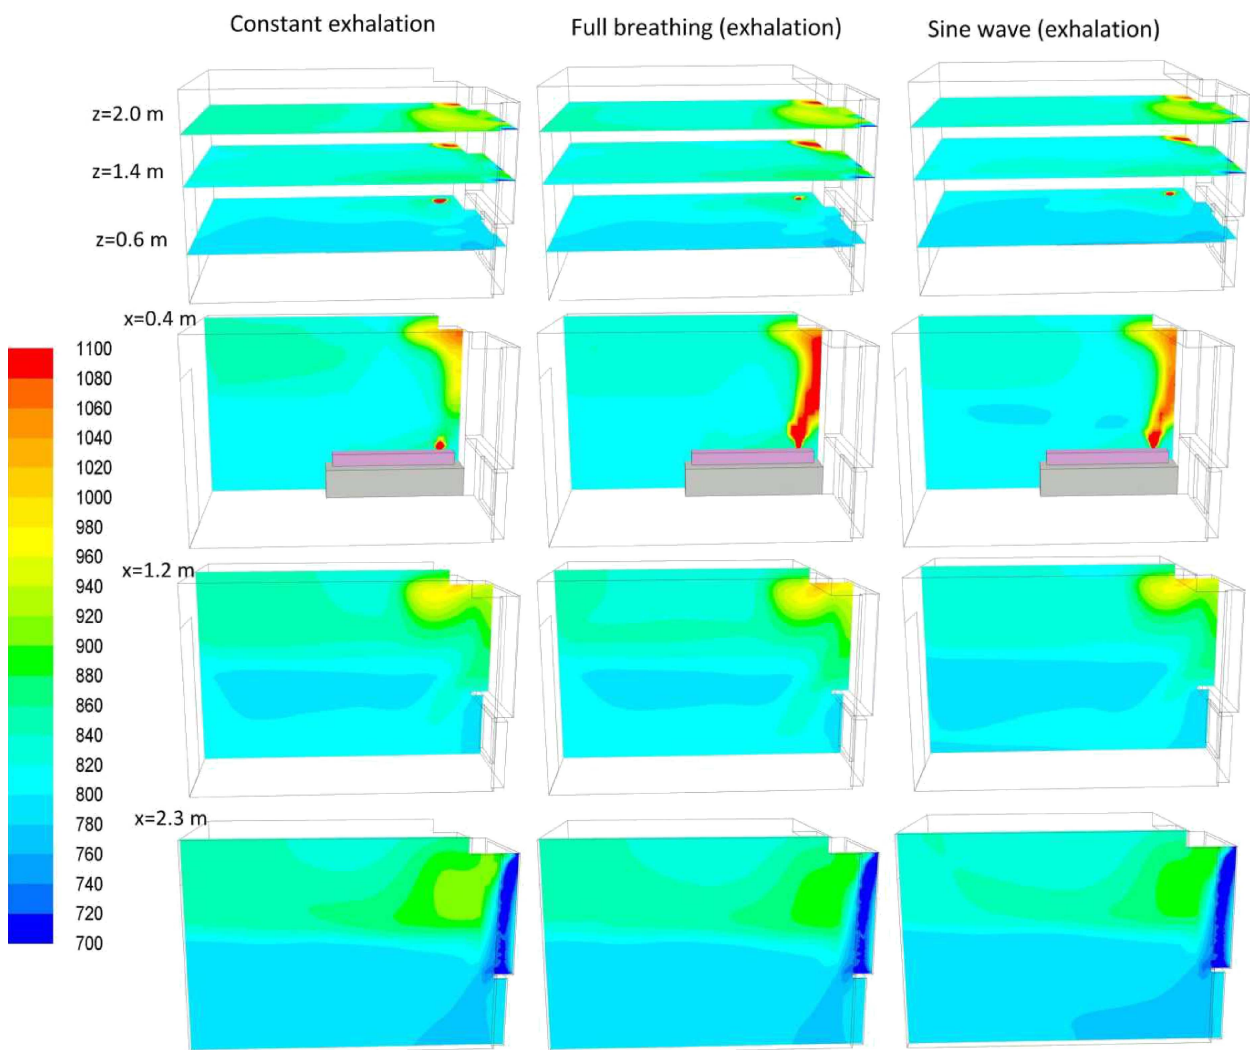 Constant exhalation
Full breathing (exhalation)
Sine wave (exhalation)
z=2.0 m
z=1.4 m
z=0.6 m
x=0.4 m
1100
1080
1060
1040
1020
1000
980
960
940
920
900
880
860
840
820
800
780
760
740
720
700
x=1.2 m
x=2.3 m